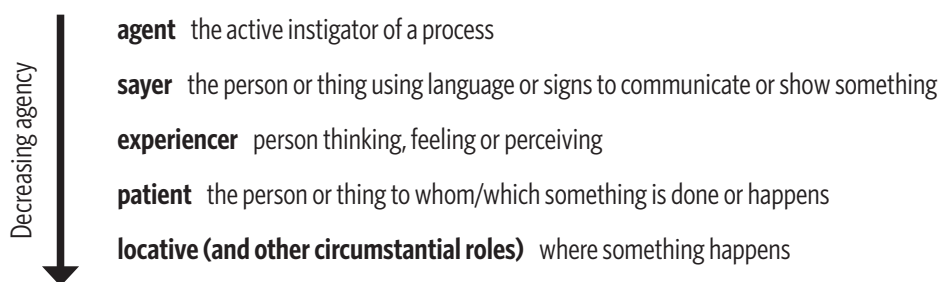 Decreasing agency
agent the active instigator of a process
sayer the person or thing using language or signs to communicate or show something
experiencer person thinking, feeling or perceiving
patient the person or thing to whom/which something is done or happens
locative (and other circumstantial roles) where something happens